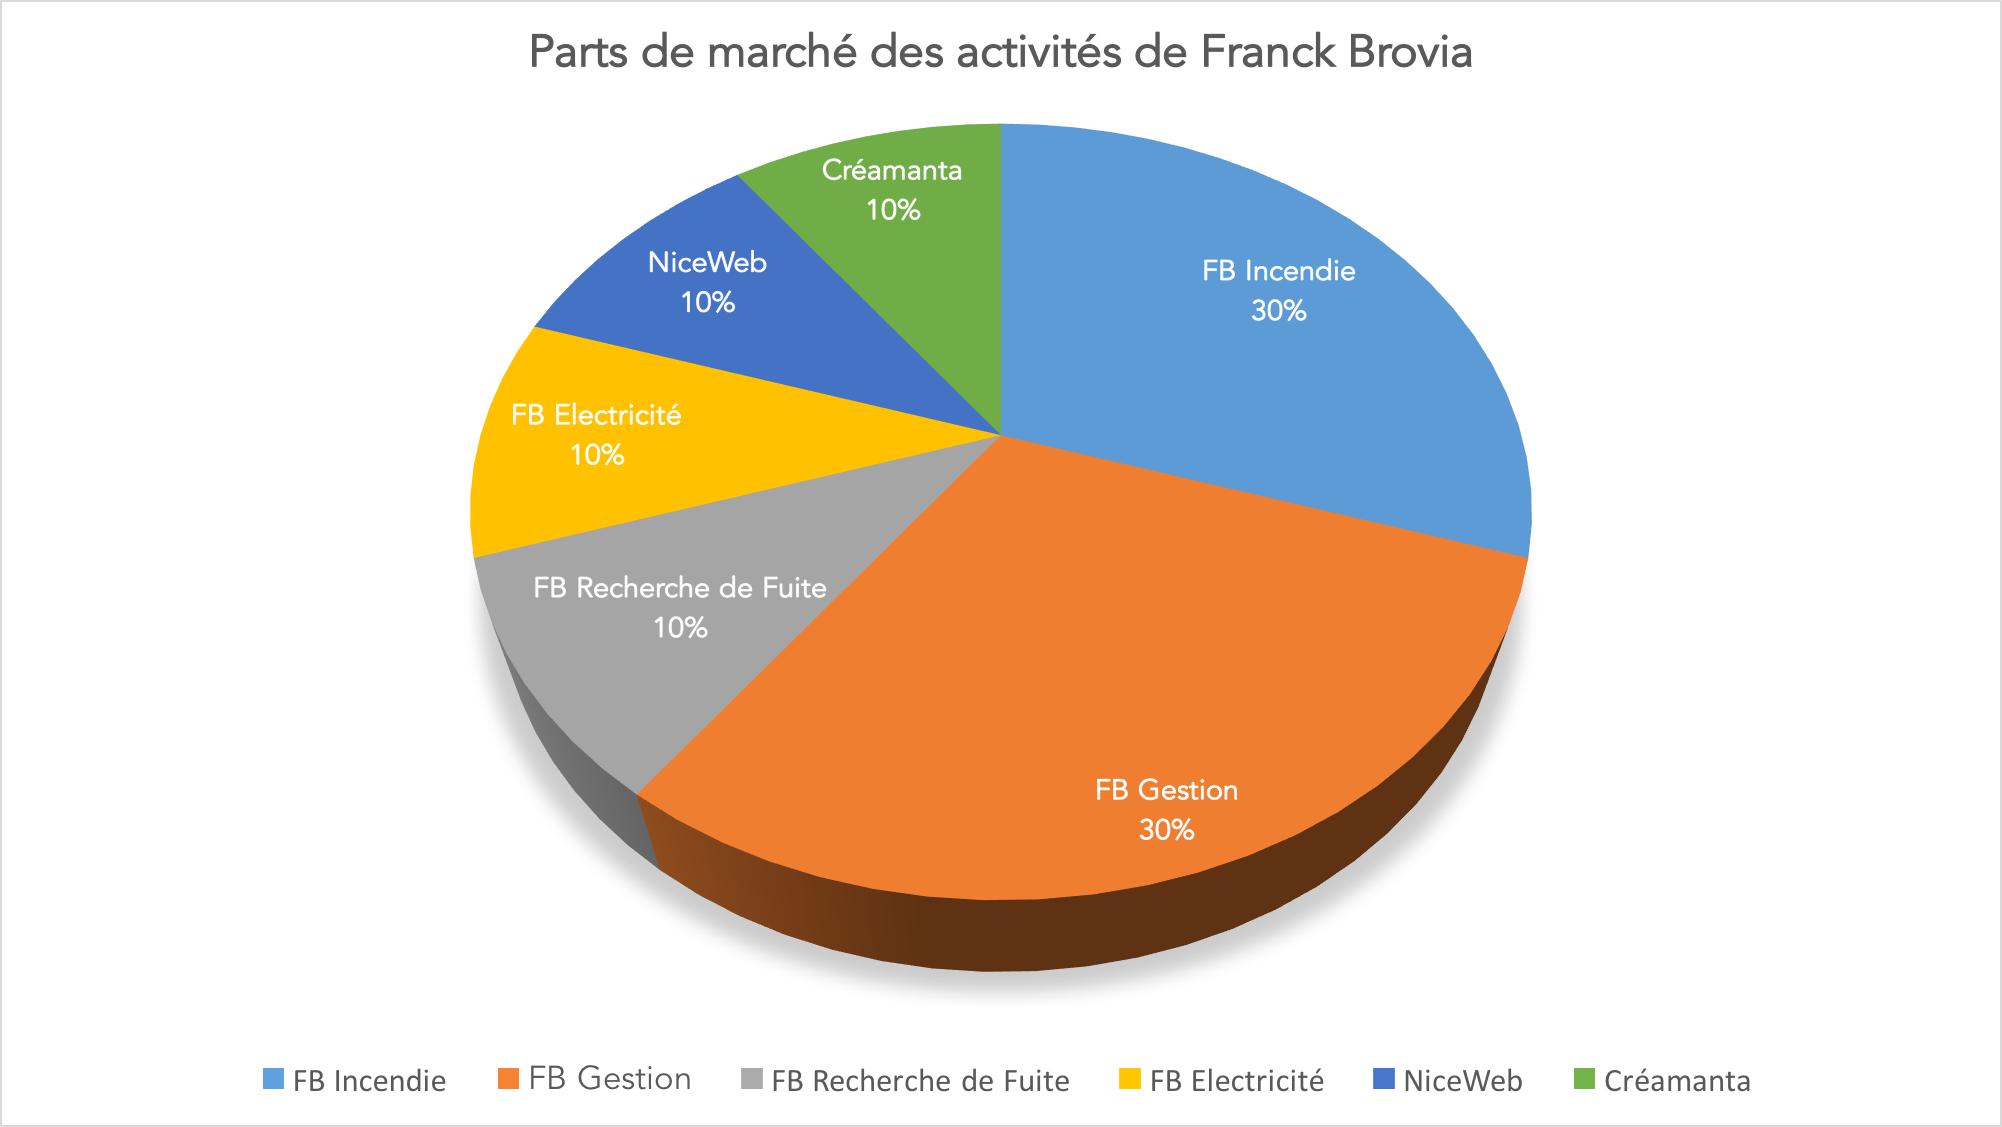 Parts de marché des activités de Franck Brovia
Créamanta
10%
NiceWeb
10%
FB Incendie
30%
FB Electricité
10%
FB Recherche de Fuite
10%
FB Gestion
30%
FB Incendie
FB Gestion
FB Recherche de Fuite
FB Electricité
NiceWeb
Créamanta